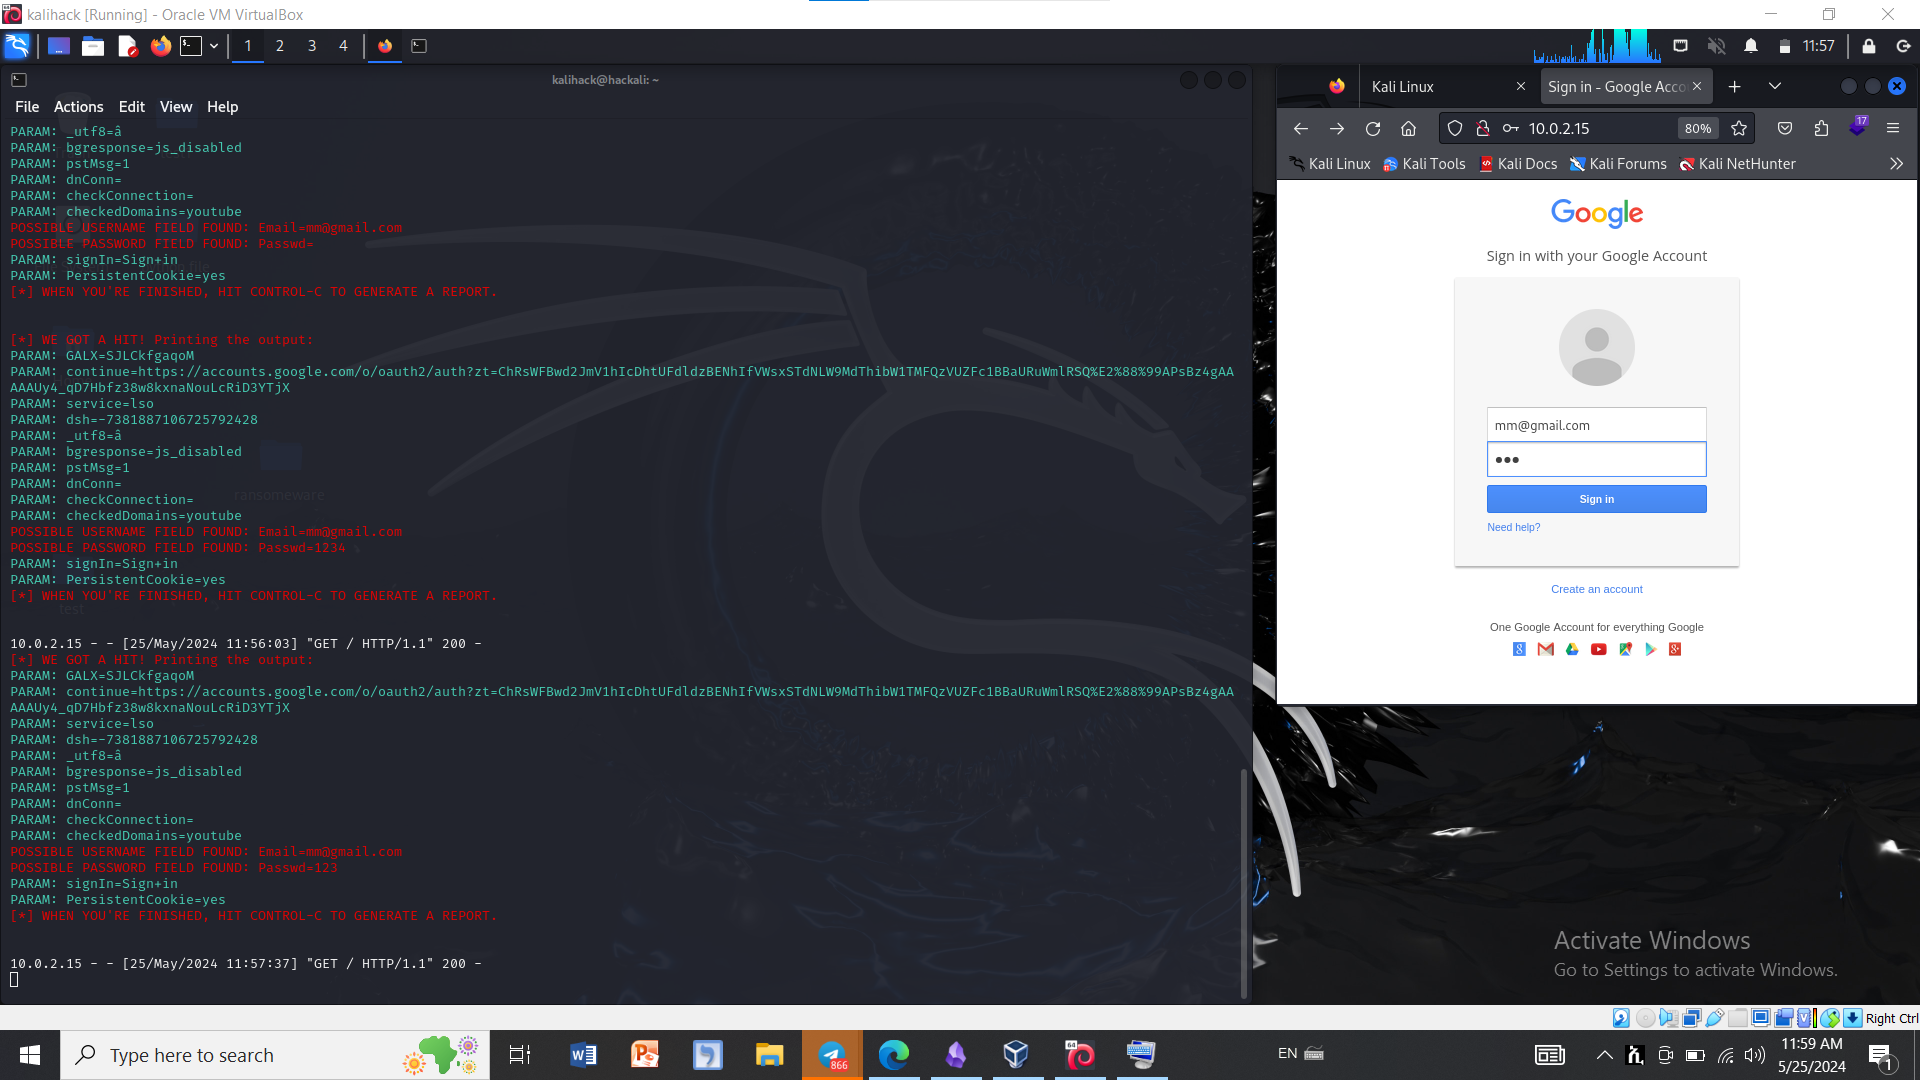 kalihack [Running] - Oracle VM VirtualBox
1 2 3 4
11:57
kalihack@hackali: ~
File Actions Edit View Help
PARAM: _utf8=â
PARAM: bgresponse=js_disabled
PARAM: pstMsg=1
PARAM: dnConn=
PARAM: checkConnection=
PARAM: checkedDomains=youtube
POSSIBLE USERNAME FIELD FOUND: Email=mm@gmail.com
POSSIBLE PASSWORD FIELD FOUND: Passwd=
PARAM: signIn=Sign+in
PARAM: PersistentCookie=yes
[*] WHEN YOU'RE FINISHED, HIT CONTROL-C TO GENERATE A REPORT.
[*] WE GOT A HIT! Printing the output:
PARAM: GALX=SJLCkfgaqoM
PARAM: continue=https://accounts.google.com/o/oauth2/auth?zt=ChRsWFBwd2JmV1hIcDhtUFdldzBENhIfVWsxSTdNLW9MdThibW1TMFQzVUZFc1BBaURuWmlRSQ%E2%88%99APsBz4gAA
AAAUy4_qD7Hbfz38w8kxnaNouLcRiD3YTjX
PARAM: service=lso
PARAM: dsh=-7381887106725792428
PARAM: _utf8=â
PARAM: bgresponse=js_disabled
PARAM: pstMsg=1
PARAM: dnConn=
ransomeware
PARAM: checkConnection=
PARAM: checkedDomains=youtube
POSSIBLE USERNAME FIELD FOUND: Email=mm@gmail.com
POSSIBLE PASSWORD FIELD FOUND: Passwd=1234
PARAM: signIn=Sign+in
PARAM: PersistentCookie=yes
[*] WHEN YOU'RE FINISHED, HIT CONTROL-C TO GENERATE A REPORT.
test
10.0.2.15 - - [25/May/2024 11:56:03] "GET / HTTP/1.1" 200 -
[*] WE GOT A HIT! Printing the output:
PARAM: GALX=SJLCkfgaqoM
PARAM: continue=https://accounts.google.com/o/oauth2/auth?zt=ChRsWFBwd2JmV1hIcDhtUFdldzBENhIfVWsxSTdNLW9MdThibW1TMFQzVUZFc1BBaURuWmlRSQ%E2%88%99APsBz4gAA
AAAUy4_qD7Hbfz38w8kxnaNouLcRiD3YTjX
PARAM: service=lso
PARAM: dsh=-7381887106725792428
PARAM: _utf8=â
PARAM: bgresponse=js_disabled
PARAM: pstMsg=1
PARAM: dnConn=
PARAM: checkConnection=
PARAM: checkedDomains=youtube
POSSIBLE USERNAME FIELD FOUND: Email=mm@gmail.com
POSSIBLE PASSWORD FIELD FOUND: Passwd=123
PARAM: signIn=Sign+in
PARAM: PersistentCookie=yes
[*] WHEN YOU'RE FINISHED, HIT CONTROL-C TO GENERATE A REPORT.
10.0.2.15 - - [25/May/2024 11:57:37] "GET / HTTP/1.1" 200 -
Kali Linux
Sign in - Google Acco
10.0.2.15
80%
17
Kali Linux Kali Tools Kali Docs Kali Forums Kali NetHunter
Google
Sign in with your Google Account
mm@gmail.com
•••
Sign in
Need help?
Create an account
One Google Account for everything Google
Activate Windows
Go to Settings to activate Windows.
Right Ctrl
Type here to search
866
64
EN
11:59 AM
5/25/2024
1